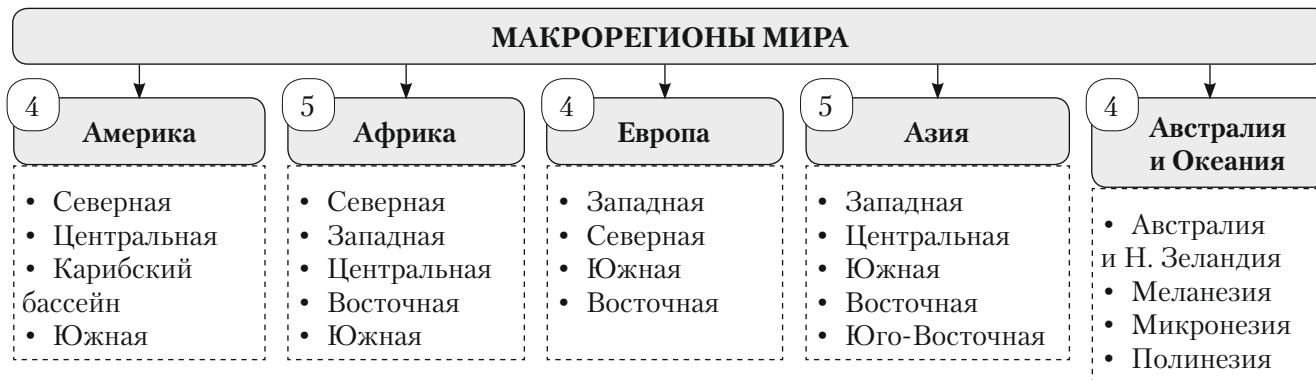 МАКРОРЕГИОНЫ МИРА
4
Америка
• Северная
• Центральная
• Карибский
бассейн
• Южная
5
Африка
• Северная
• Западная
• Центральная
• Восточная
• Южная
4
Европа
• Западная
• Северная
• Южная
• Восточная
5
Азия
• Западная
• Центральная
• Южная
• Восточная
• Юго-Восточная
4
Австралия
и Океания
• Австралия
и Н. Зеландия
• Меланезия
• Микронезия
• Полинезия